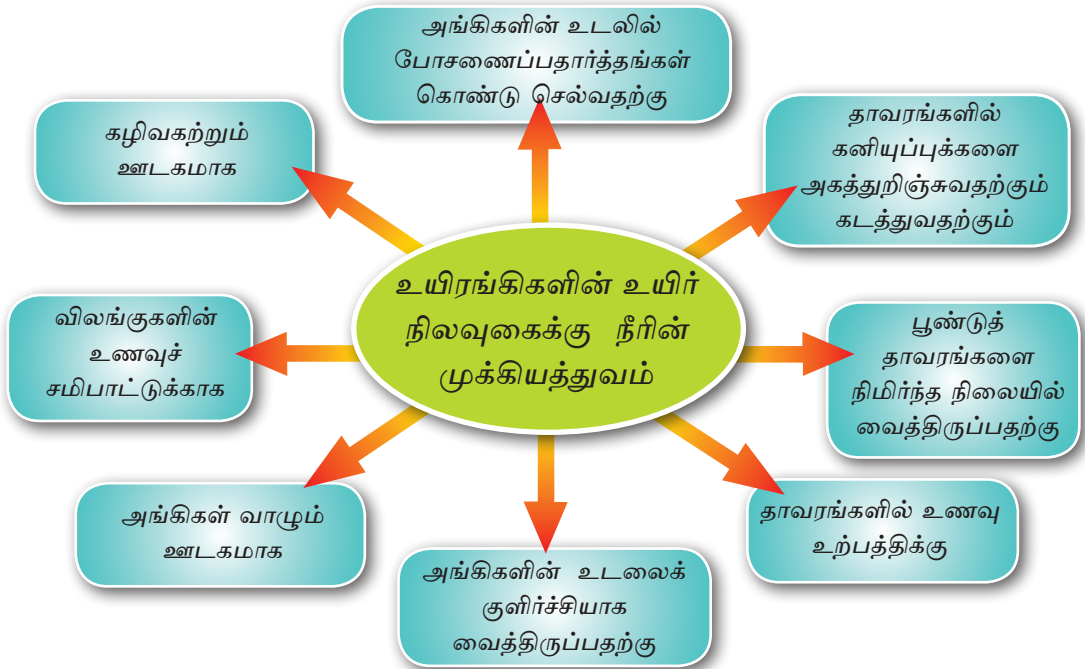 அங்கிகளின் உடலில்
போசணைப்பதார்த்தங்கள்
கொண்டு செல்வதற்கு
கழிவகற்றும்
ஊடகமாக
தாவரங்களில்
கனியுப்புக்களை
அகத்துறிஞ்சுவதற்கும்
கடத்துவதற்கும்
உயிரங்கிகளின் உயிர்
நிலவுகைக்கு நீரின்
முக்கியத்துவம்
விலங்குகளின்
உணவுச்
சமிபாட்டுக்காக
பூண்டுத்
தாவரங்களை
நிமிர்ந்த நிலையில்
வைத்திருப்பதற்கு
அங்கிகள் வாழும்
ஊடகமாக
தாவரங்களில் உணவு
உற்பத்திக்கு
அங்கிகளின் உடலைக்
குளிர்ச்சியாக
வைத்திருப்பதற்கு